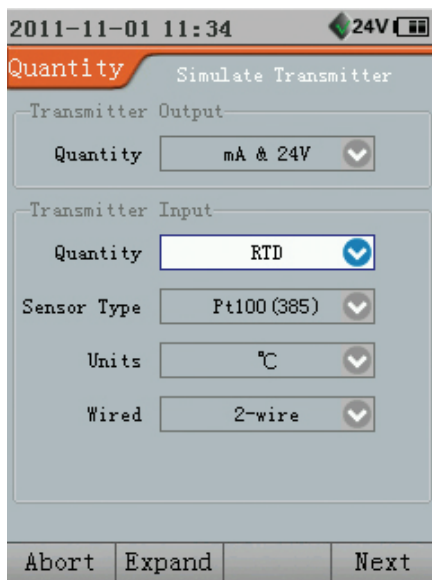 2011-11-01 11:34 24V
Quantity Simulate Transmitter
Transmitter Output
Quantity mA & 24V
Transmitter Input
Quantity RTD
Sensor Type Pt100(385)
Units ℃
Wired 2-wire
Abort Expand Next